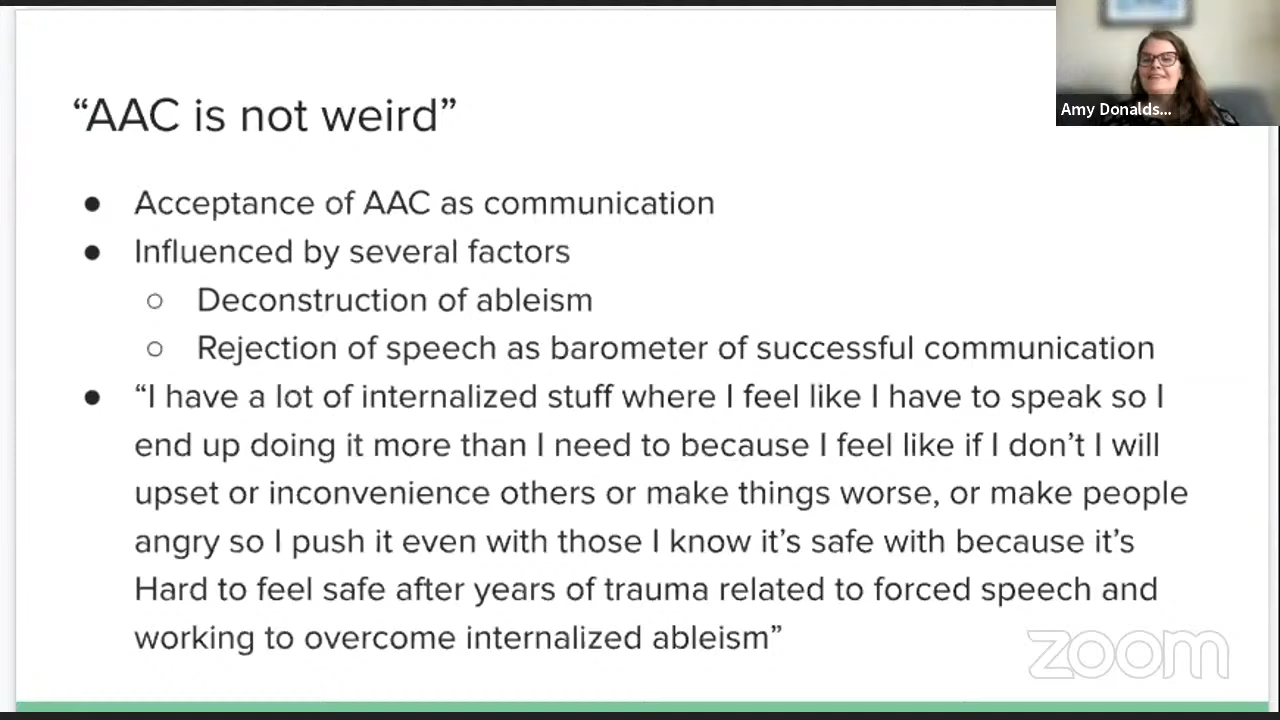 “AAC is not weird”
Amy Donalds...
● Acceptance of AAC as communication
● Influenced by several factors
○ Deconstruction of ableism
○ Rejection of speech as barometer of successful communication
● “I have a lot of internalized stuff where I feel like I have to speak so I
end up doing it more than I need to because I feel like if I don’t I will
upset or inconvenience others or make things worse, or make people
angry so I push it even with those I know it’s safe with because it’s
Hard to feel safe after years of trauma related to forced speech and
working to overcome internalized ableism”
zoom